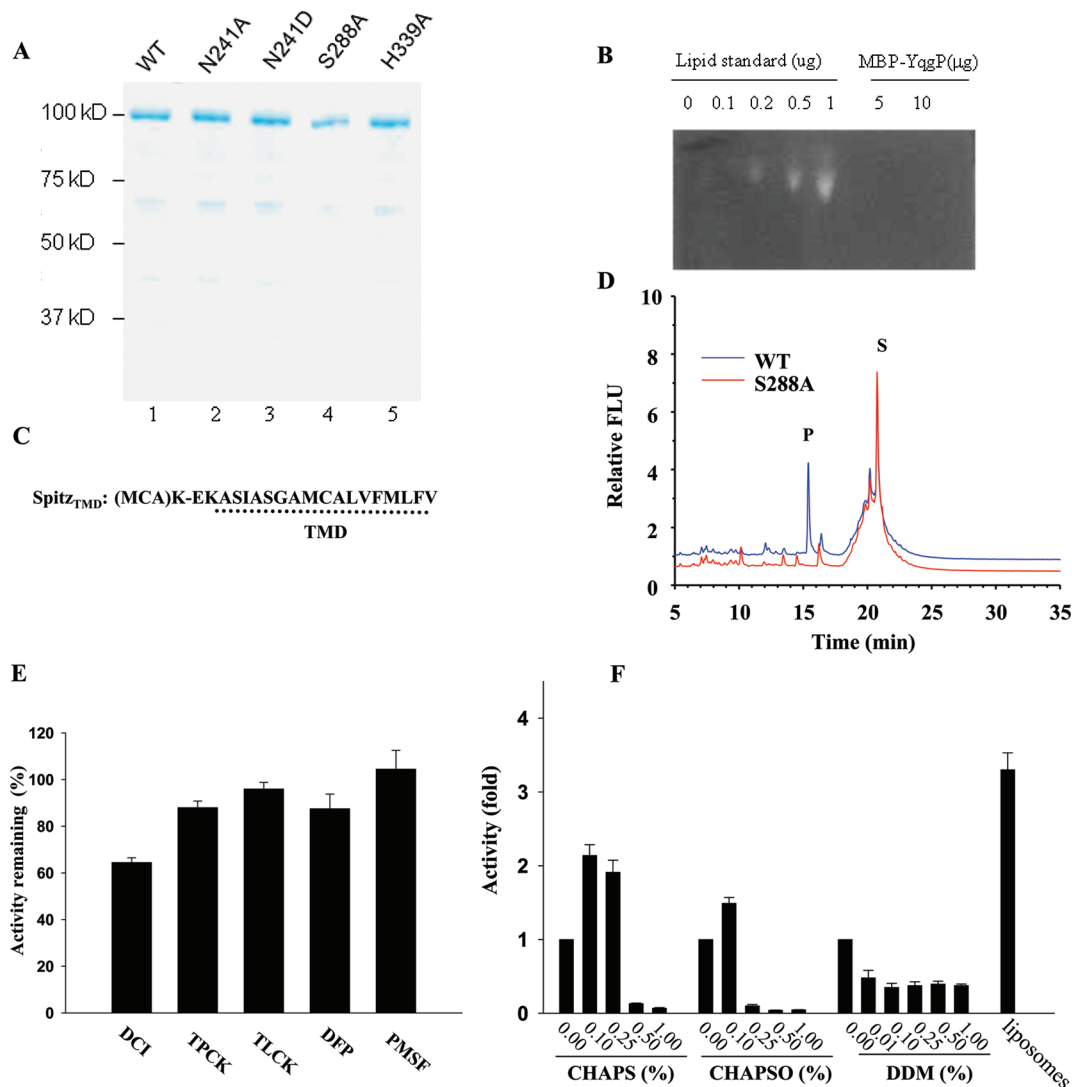 A
WT
N241A
N241D
S288A
H339A
100 kD
75 kD
50 kD
37 kD
1 2 3 4 5
B
Lipid standard (ug) MBP-YqgP(μg)
0 0.1 0.2 0.5 1 5 10
C
SpitzTMD: (MCA)K-EKASIASGAMCALVFMLFV
TMD
D
10
8
6
4
2
0
Relative FLU
WT
S288A
P
S
5 10 15 20 25 30 35
Time (min)
E
120
100
80
60
40
20
0
Activity remaining (%)
DCI
TPCK
TLCK
DFP
PMSF
F
4
3
2
1
0
Activity (fold)
0.00 0.10 0.25 0.50 1.00
CHAPS (%)
0.00 0.10 0.25 0.50 1.00
CHAPSO (%)
0.00 0.01 0.10 0.25 0.50 1.00
DDM (%)
liposomes